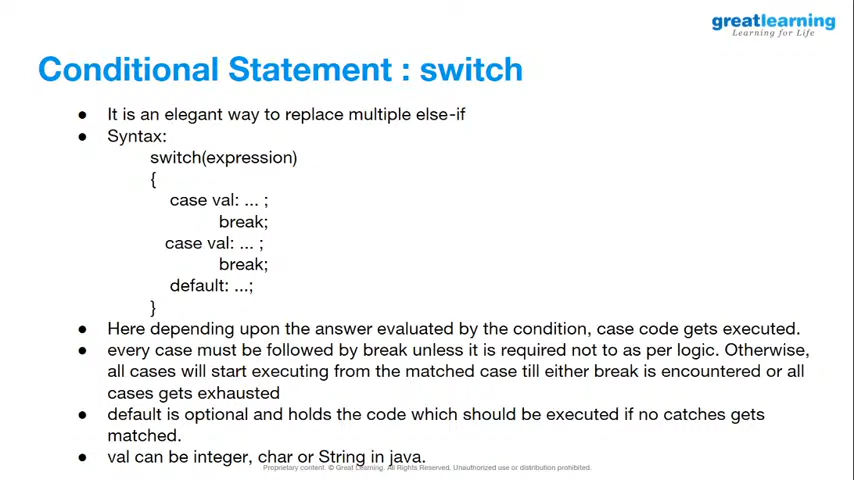 greatlearning
Learning for Life
Conditional Statement : switch
● It is an elegant way to replace multiple else-if
● Syntax:
switch(expression)
{
case val: ... ;
break;
case val: ... ;
break;
default: ...;
}
● Here depending upon the answer evaluated by the condition, case code gets executed.
● every case must be followed by break unless it is required not to as per logic. Otherwise,
all cases will start executing from the matched case till either break is encountered or all
cases gets exhausted
● default is optional and holds the code which should be executed if no catches gets
matched.
● val can be integer, char or String in java.
Proprietary content. © Great Learning. All Rights Reserved. Unauthorized use or distribution prohibited.